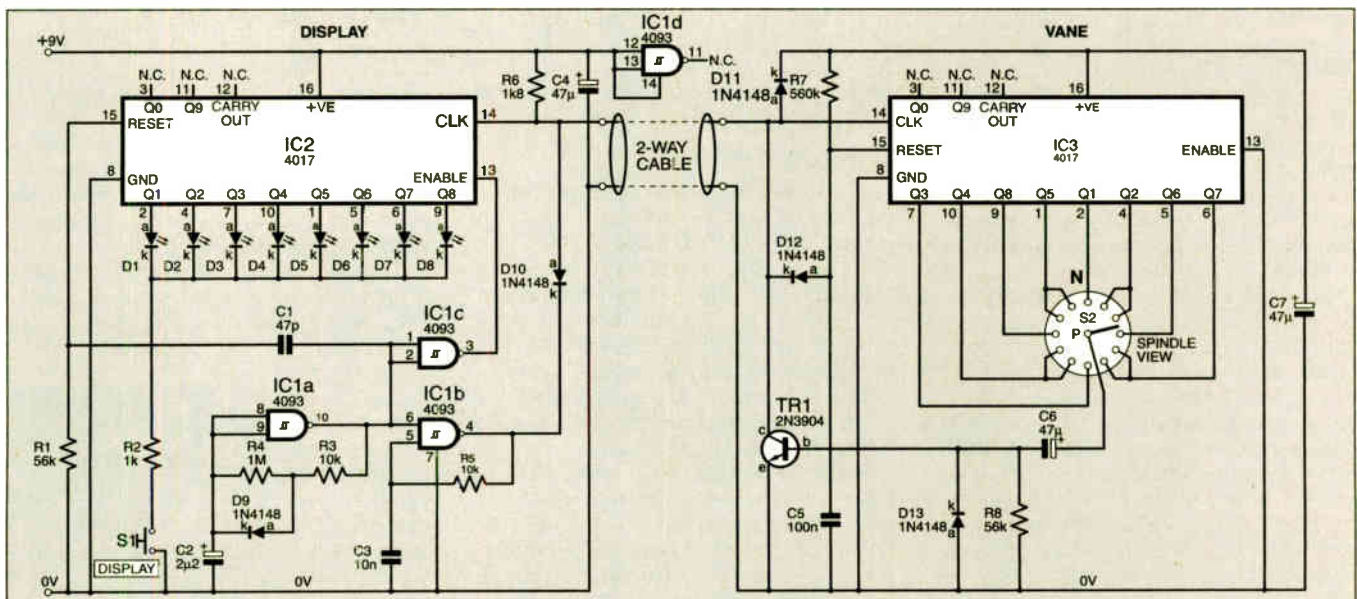 DISPLAY
VANE
+9V
IC1d
4093
12
13
14
11
N.C.
N.C. N.C. N.C.
3 11 12 16
Q0 Q9 CARRY OUT +VE
15 RESET
IC2
4017
CLK 14
8 GND
ENABLE 13
Q1 Q2 Q3 Q4 Q5 Q6 Q7 Q8
2 4 7 10 1 5 6 9
a a a a a a a a
k k k k k k k k
D1 D2 D3 D4 D5 D6 D7 D8
R6
1k8
C4
47µ
+
2-WAY
CABLE
D11
1N4148
k
a
R7
560k
N.C. N.C. N.C.
3 11 12 16
Q0 Q9 CARRY OUT +VE
14 CLK
15 RESET
IC3
4017
ENABLE 13
8 GND
Q3 Q4 Q8 Q5 Q1 Q2 Q6 Q7
7 10 9 1 2 4 5 6
D10
1N4148
a
k
D12
1N4148
k a
C1
47p
IC1c
4093
1
2
3
IC1a
4093
8
9
10
IC1b
4093
6
5
4
7
R4
1M
R3
10k
R5
10k
D9
1N4148
k a
R1
56k
R2
1k
S1
DISPLAY
C2
2µ2
+
C3
10n
0V
0V
N
S2
P
SPINDLE
VIEW
C7
47µ
+
TR1
2N3904
c
b
e
C6
47µ
+
C5
100n
D13
1N4148
k
a
R8
56k
0V